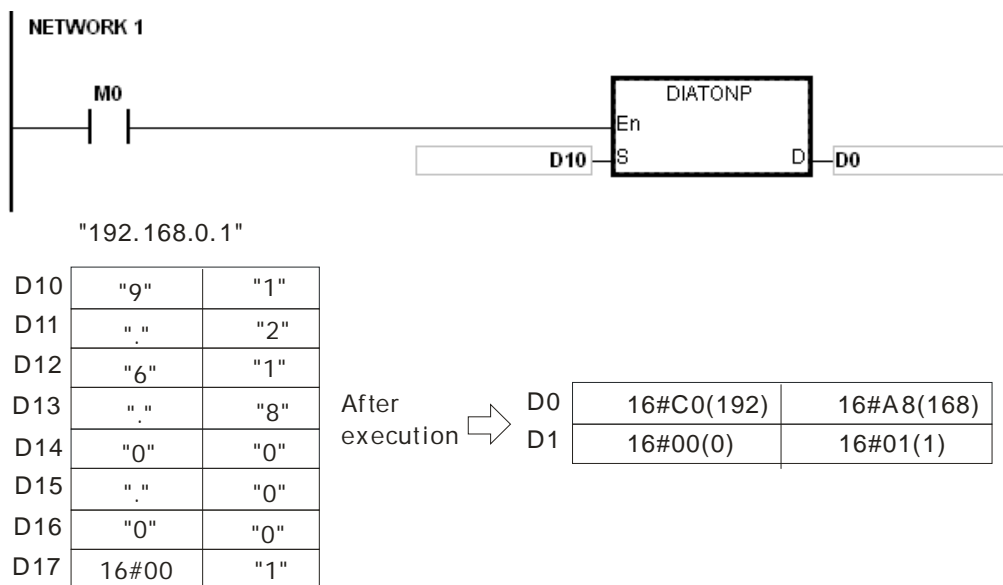 NETWORK 1
M0
DIATONP
En
D10 S D D0
"192.168.0.1"
D10 "9" "1"
D11 "." "2"
D12 "6" "1"
D13 "." "8"
D14 "0" "0"
D15 "." "0"
D16 "0" "0"
D17 16#00 "1"
After
execution
D0 16#C0(192) 16#A8(168)
D1 16#00(0) 16#01(1)